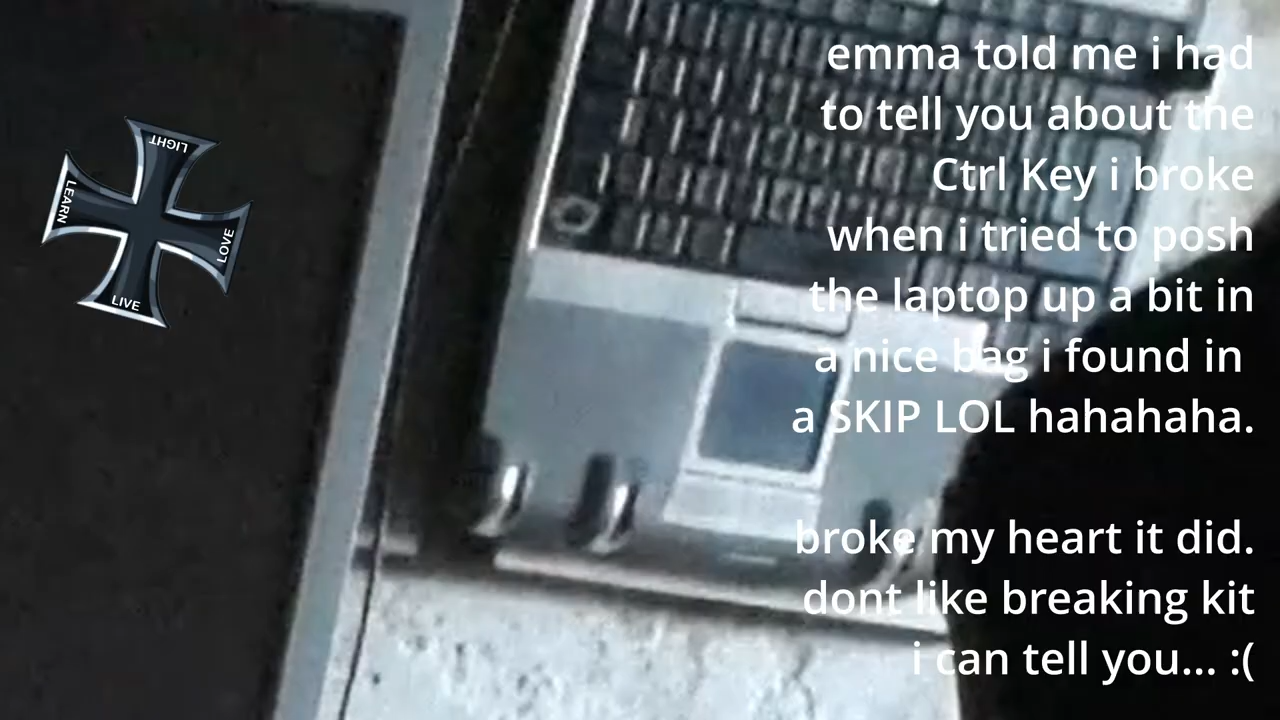 LIGHT
LEARN
LOVE
LIVE
emma told me i had
to tell you about the
Ctrl Key i broke
when i tried to posh
the laptop up a bit in
a nice bag i found in
a SKIP LOL hahahaha.
broke my heart it did.
dont like breaking kit
i can tell you... :(